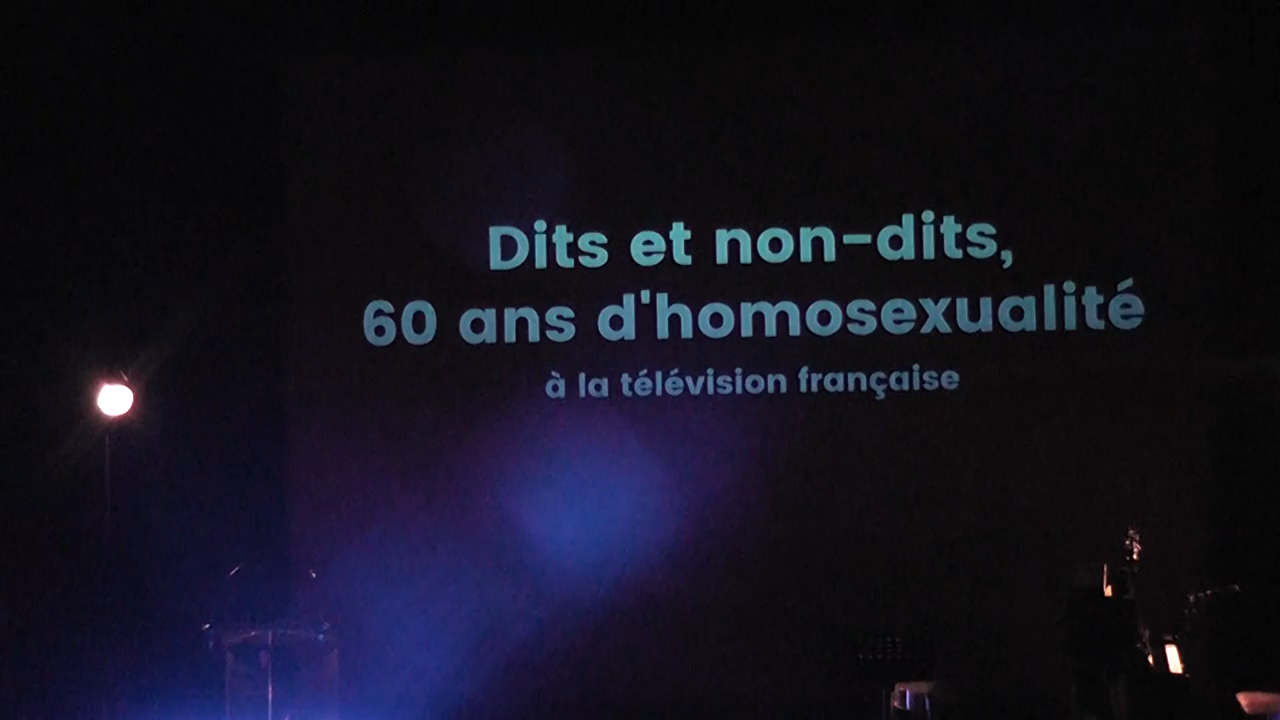 Dits et non-dits,
60 ans d'homosexualité
à la télévision française